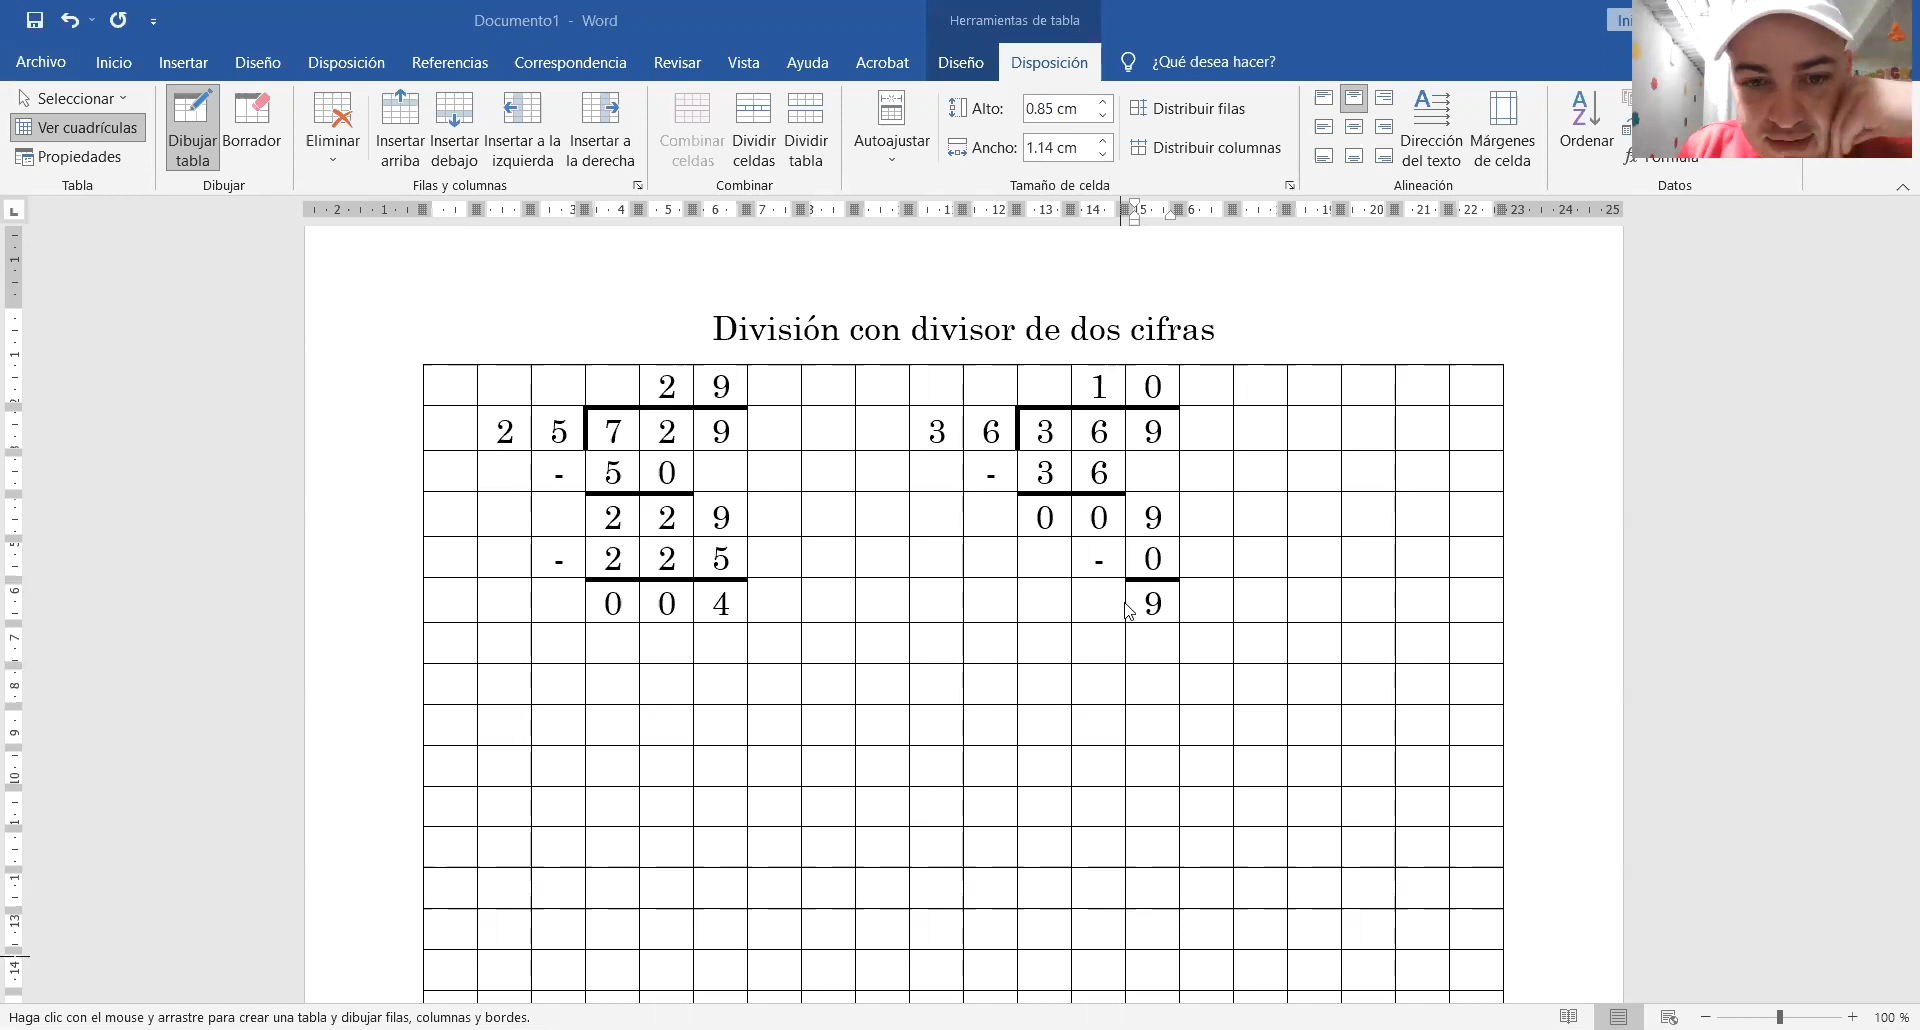 Documento1 - Word
Herramientas de tabla
Archivo Inicio Insertar Diseño Disposición Referencias Correspondencia Revisar Vista Ayuda Acrobat Diseño Disposición ¿Qué desea hacer?
Seleccionar
Ver cuadrículas
Propiedades
Tabla
Dibujar tabla
Borrador
Dibujar
Eliminar
Insertar arriba
Insertar debajo
Insertar a la izquierda
Insertar a la derecha
Filas y columnas
Combinar celdas
Dividir celdas
Dividir tabla
Combinar
Autoajustar
Alto: 0.85 cm
Ancho: 1.14 cm
Distribuir filas
Distribuir columnas
Tamaño de celda
Dirección del texto
Márgenes de celda
Alineación
Ordenar
Datos
División con divisor de dos cifras
2 9 1 0
2 5 7 2 9 3 6 3 6 9
- 5 0 - 3 6
2 2 9 0 0 9
- 2 2 5 - 0
0 0 4 9
Haga clic con el mouse y arrastre para crear una tabla y dibujar filas, columnas y bordes.
100 %